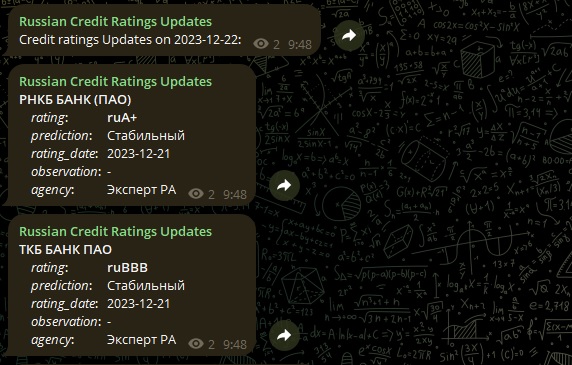 Russian Credit Ratings Updates
Credit ratings Updates on 2023-12-22:
2 9:48
Russian Credit Ratings Updates
РНКБ БАНК (ПАО)
rating: ruA+
prediction: Стабильный
rating_date: 2023-12-21
observation: -
agency: Эксперт РА 2 9:48
Russian Credit Ratings Updates
ТКБ БАНК ПАО
rating: ruBBB
prediction: Стабильный
rating_date: 2023-12-21
observation: -
agency: Эксперт РА 2 9:48